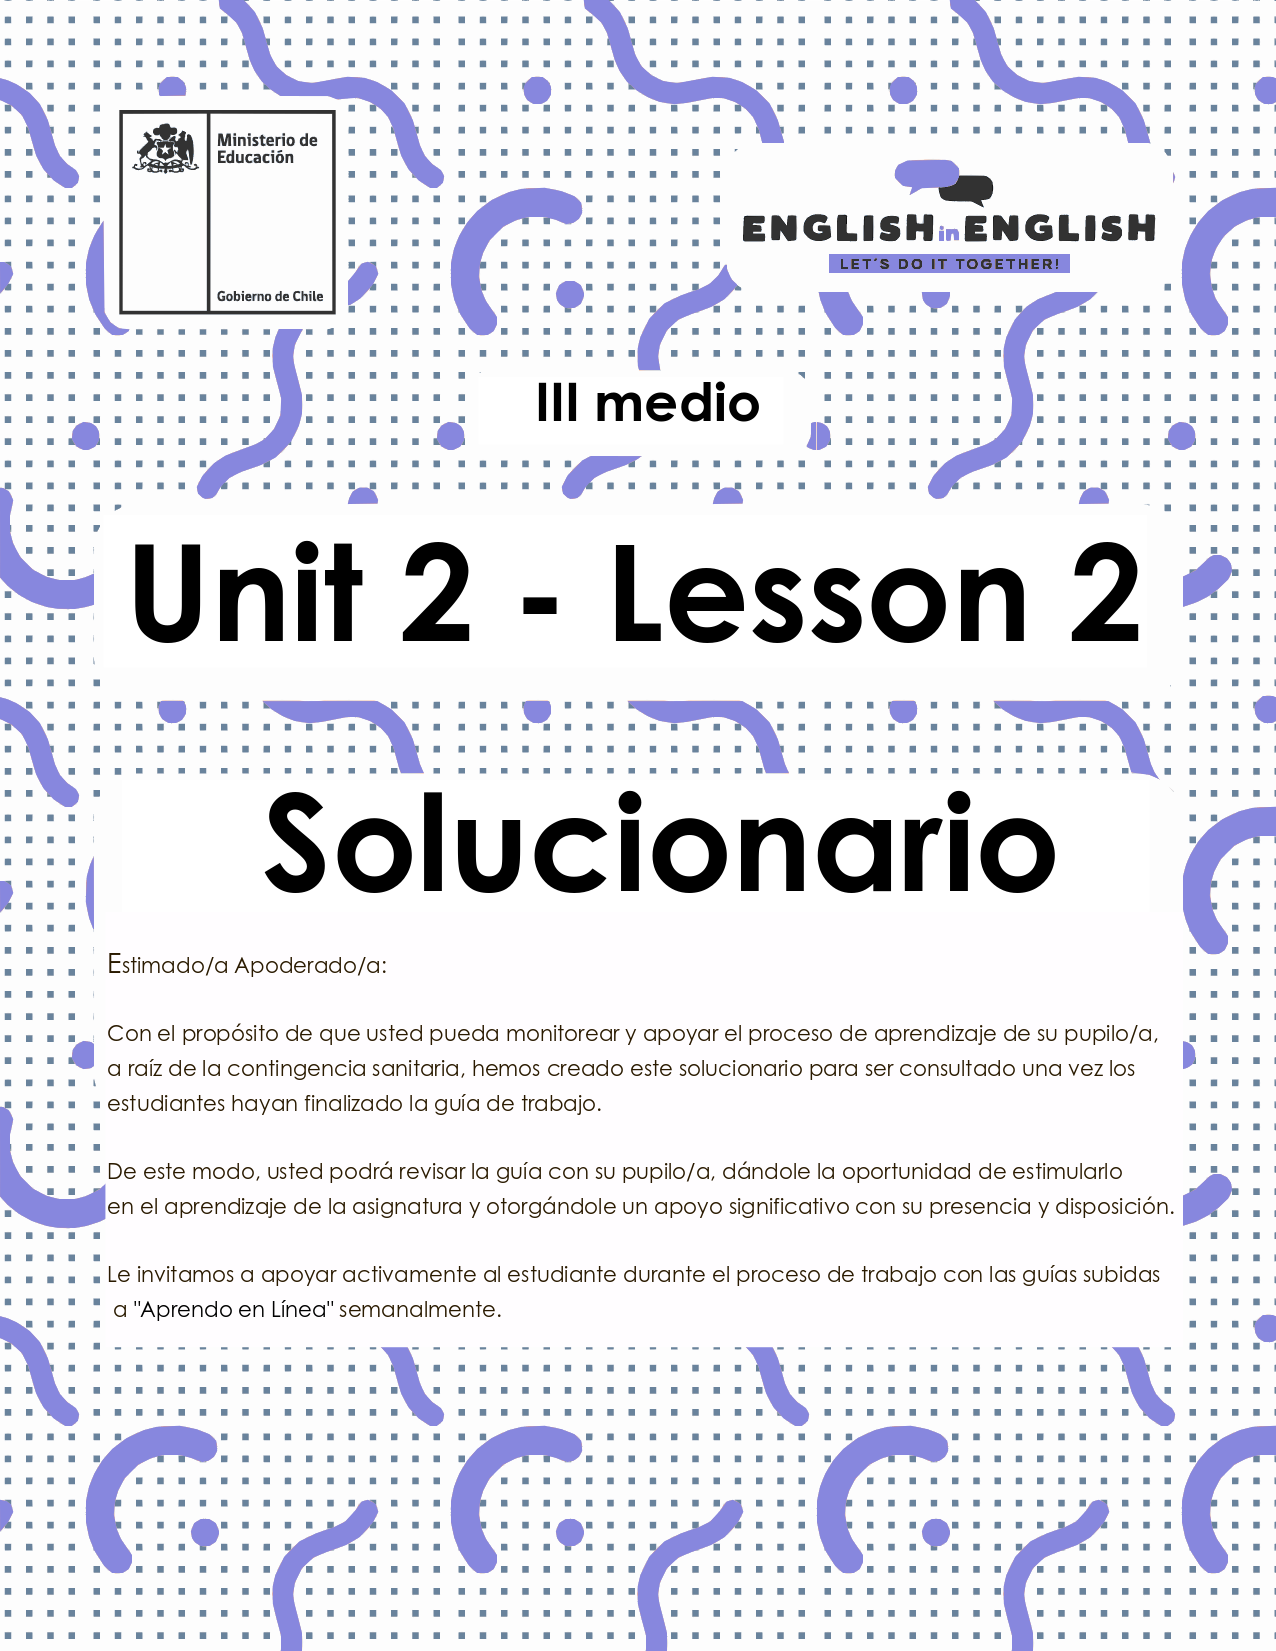 Ministerio de
Educación
Gobierno de Chile
ENGLISH in ENGLISH
LET´S DO IT TOGETHER!
III medio
Unit 2 - Lesson 2
Solucionario
Estimado/a Apoderado/a:
Con el propósito de que usted pueda monitorear y apoyar el proceso de aprendizaje de su pupilo/a,
a raíz de la contingencia sanitaria, hemos creado este solucionario para ser consultado una vez los
estudiantes hayan finalizado la guía de trabajo.
De este modo, usted podrá revisar la guía con su pupilo/a, dándole la oportunidad de estimularlo
en el aprendizaje de la asignatura y otorgándole un apoyo significativo con su presencia y disposición.
Le invitamos a apoyar activamente al estudiante durante el proceso de trabajo con las guías subidas
a "Aprendo en Línea" semanalmente.